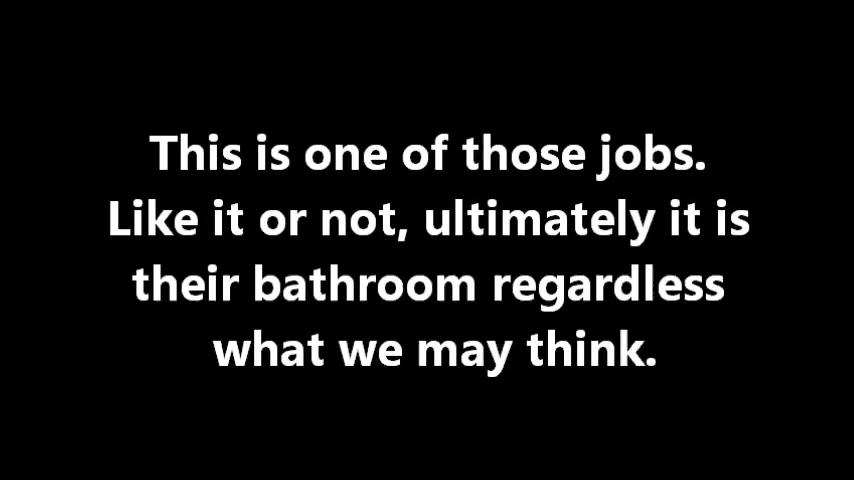 This is one of those jobs.
Like it or not, ultimately it is
their bathroom regardless
what we may think.